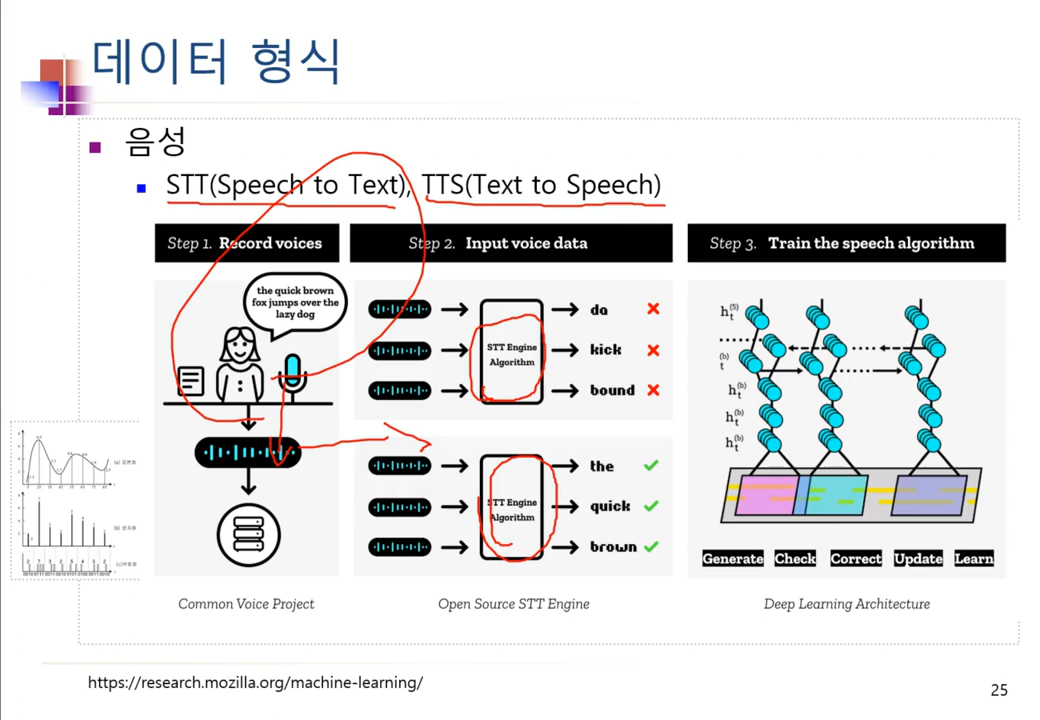 데이터 형식
음성
STT(Speech to Text), TTS(Text to Speech)
Step 1. Record voices
the quick brown
fox jumps over the
lazy dog
Common Voice Project
Step 2. Input voice data
STT Engine
Algorithm
da
kick
bound
STT Engine
Algorithm
the
quick
brown
Open Source STT Engine
Step 3. Train the speech algorithm
Generate Check Correct Update Learn
Deep Learning Architecture
https://research.mozilla.org/machine-learning/
25